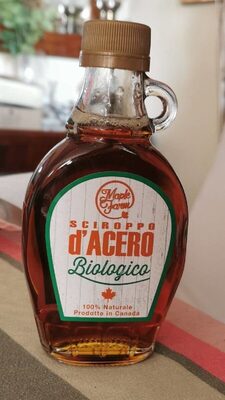 Maple
Farm
SCIROPPO
d'ACERO
Biologico
100% Naturale
Prodotto in Canada